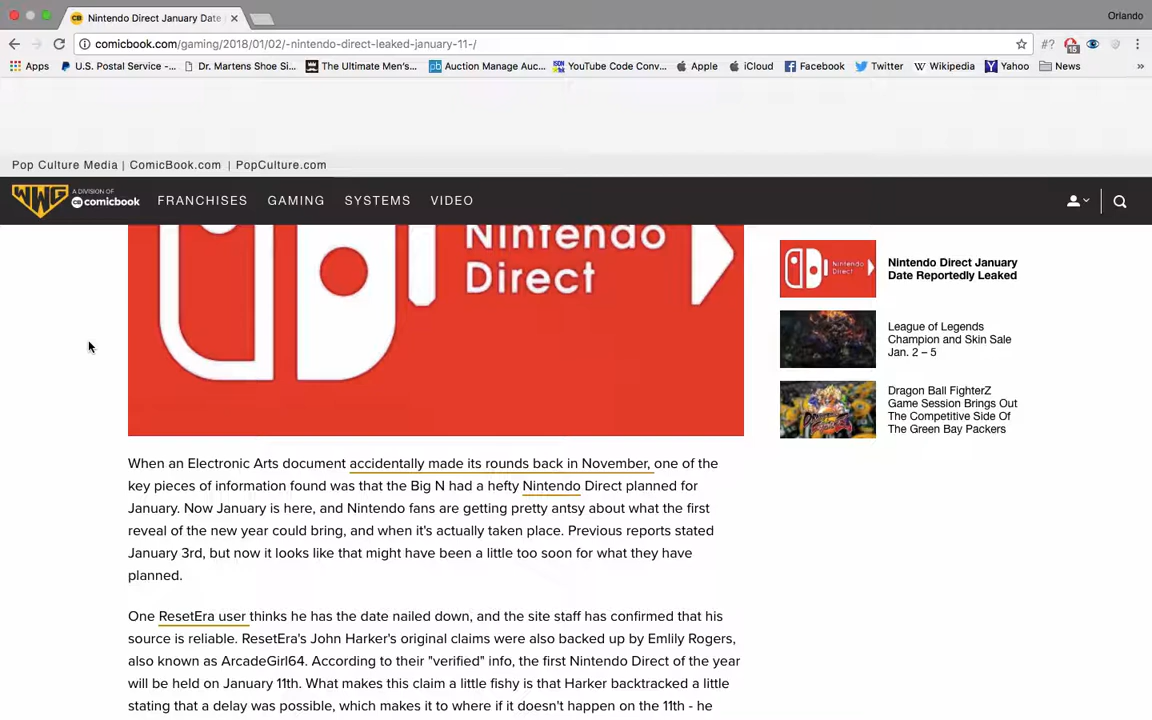 Nintendo Direct January Date
Orlando
comicbook.com/gaming/2018/01/02/-nintendo-direct-leaked-january-11-/
Apps U.S. Postal Service -... Dr. Martens Shoe Si... The Ultimate Men's... Auction Manage Auc... YouTube Code Conv... Apple iCloud Facebook Twitter Wikipedia Yahoo News
Pop Culture Media | ComicBook.com | PopCulture.com
WWG A DIVISION OF CB comicbook FRANCHISES GAMING SYSTEMS VIDEO
Nintendo
Direct
When an Electronic Arts document accidentally made its rounds back in November, one of the
key pieces of information found was that the Big N had a hefty Nintendo Direct planned for
January. Now January is here, and Nintendo fans are getting pretty antsy about what the first
reveal of the new year could bring, and when it's actually taken place. Previous reports stated
January 3rd, but now it looks like that might have been a little too soon for what they have
planned.
One ResetEra user thinks he has the date nailed down, and the site staff has confirmed that his
source is reliable. ResetEra's John Harker's original claims were also backed up by Emlily Rogers,
also known as ArcadeGirl64. According to their "verified" info, the first Nintendo Direct of the year
will be held on January 11th. What makes this claim a little fishy is that Harker backtracked a little
stating that a delay was possible, which makes it to where if it doesn't happen on the 11th - he
Nintendo
Direct
Nintendo Direct January
Date Reportedly Leaked
League of Legends
Champion and Skin Sale
Jan. 2 – 5
Dragon Ball FighterZ
Game Session Brings Out
The Competitive Side Of
The Green Bay Packers